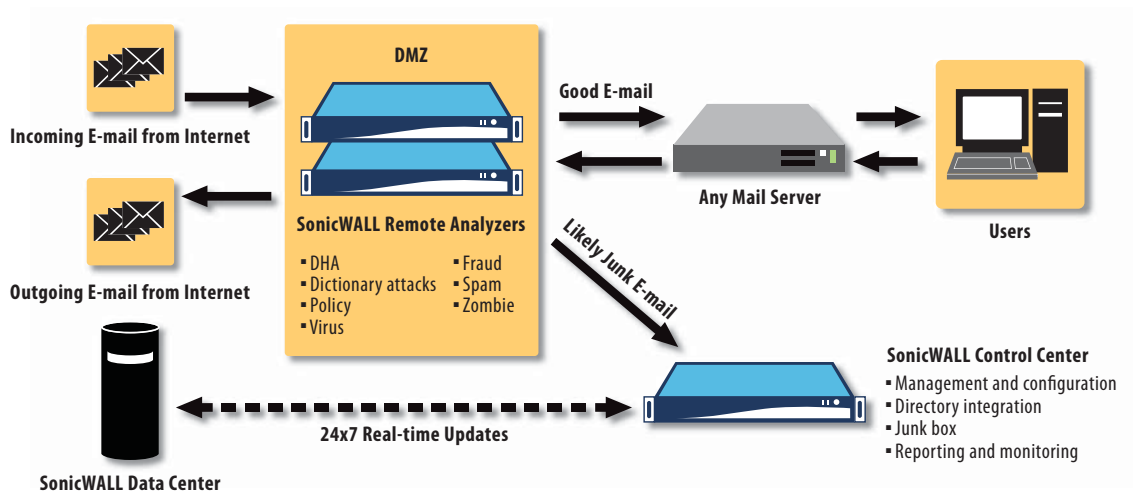 Incoming E-mail from Internet
Outgoing E-mail from Internet
DMZ
SonicWALL Remote Analyzers
▪ DHA
▪ Dictionary attacks
▪ Policy
▪ Virus
▪ Fraud
▪ Spam
▪ Zombie
Good E-mail
Any Mail Server
Users
Likely Junk E-mail
SonicWALL Control Center
▪ Management and configuration
▪ Directory integration
▪ Junk box
▪ Reporting and monitoring
24x7 Real-time Updates
SonicWALL Data Center